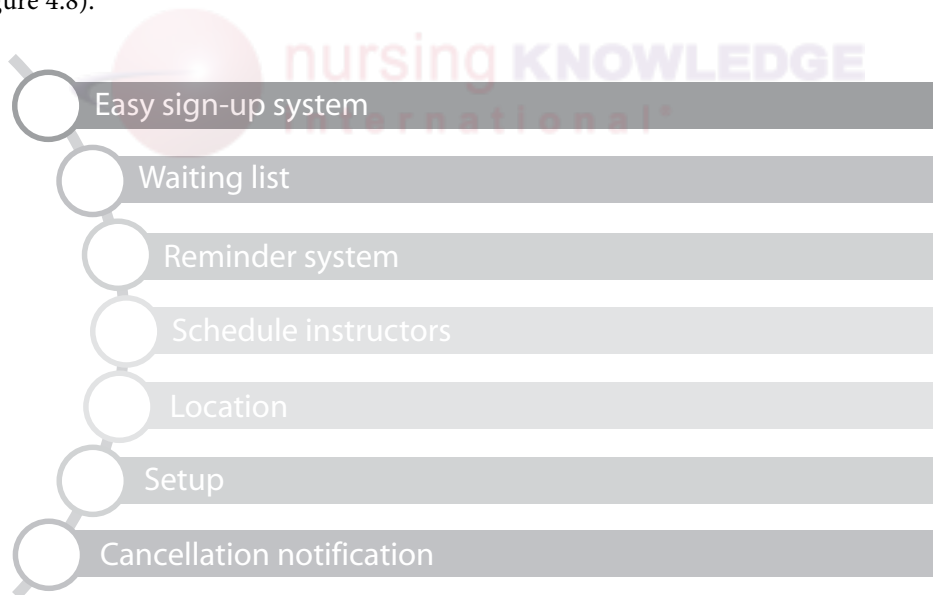 gure 4.8).
nursing KNOWLEDGE
international®
Easy sign-up system
Waiting list
Reminder system
Schedule instructors
Location
Setup
Cancellation notification